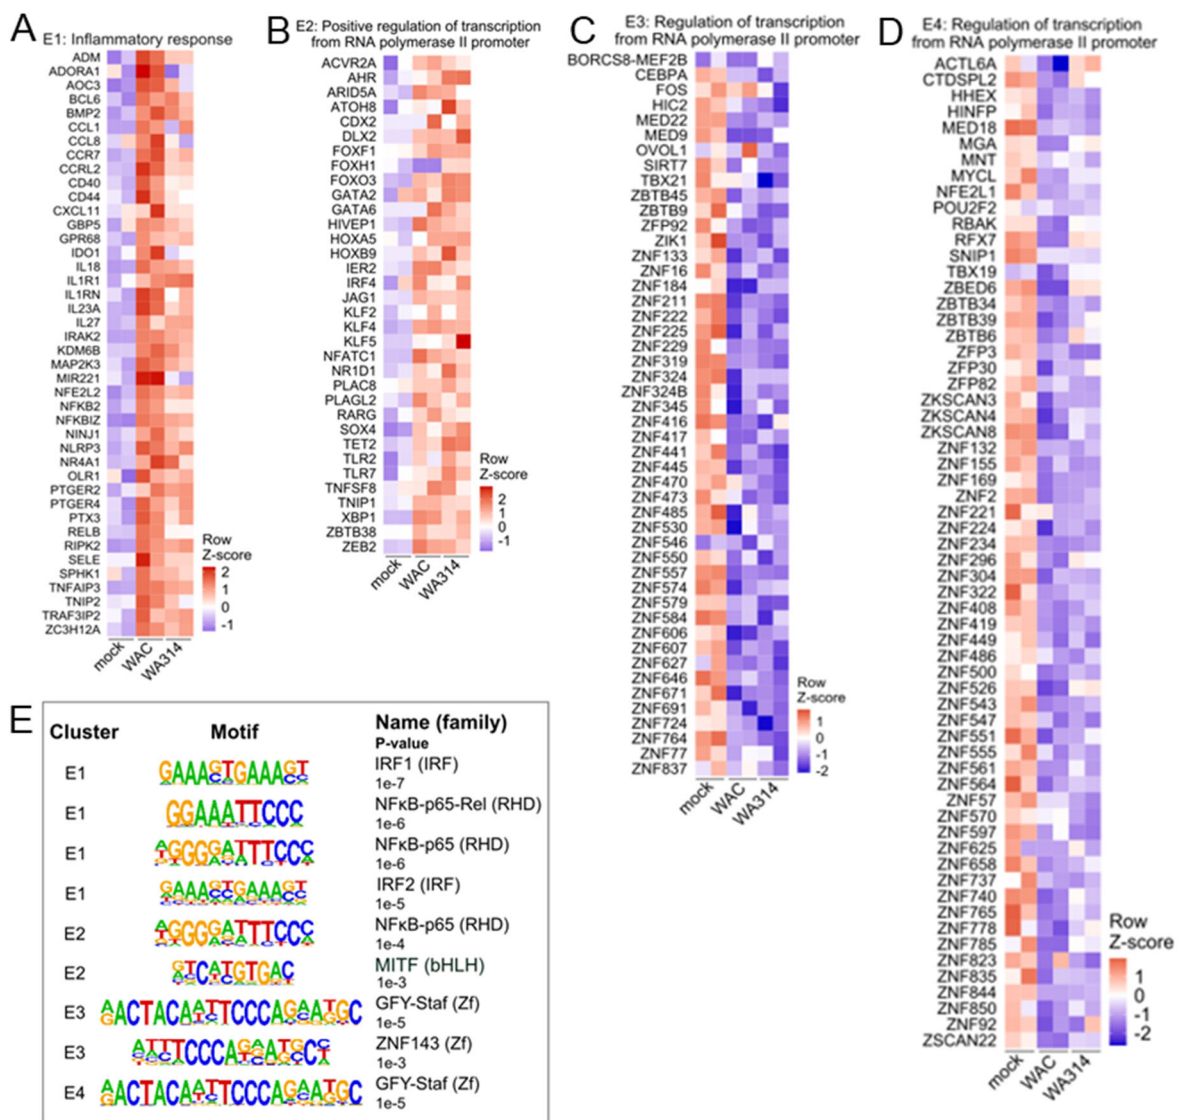 A
E1: Inflammatory response
ADM
ADORA1
AOC3
BCL6
BMP2
CCL1
CCL8
CCR7
CCRL2
CD40
CD44
CXCL11
GBP5
GPR68
IDO1
IL18
IL1R1
IL1RN
IL23A
IL27
IRAK2
KDM6B
MAP2K3
MIR221
NFE2L2
NFKB2
NFKBIZ
NINJ1
NLRP3
NR4A1
OLR1
PTGER2
PTGER4
PTX3
RELB
RIPK2
SELE
SPHK1
TNFAIP3
TNIP2
TRAF3IP2
ZC3H12A
mock
WAC
WA314
Row
Z-score
2
1
0
-1
B
E2: Positive regulation of transcription
from RNA polymerase II promoter
ACVR2A
AHR
ARID5A
ATOH8
CDX2
DLX2
FOXF1
FOXH1
FOXO3
GATA2
GATA6
HIVEP1
HOXA5
HOXB9
IER2
IRF4
JAG1
KLF2
KLF4
KLF5
NFATC1
NR1D1
PLAC8
PLAGL2
RARG
SOX4
TET2
TLR2
TLR7
TNFSF8
TNIP1
XBP1
ZBTB38
ZEB2
mock
WAC
WA314
Row
Z-score
2
1
0
-1
C
E3: Regulation of transcription
from RNA polymerase II promoter
BORCS8-MEF2B
CEBPA
FOS
HIC2
MED22
MED9
OVOL1
SIRT7
TBX21
ZBTB45
ZBTB9
ZFP92
ZIK1
ZNF133
ZNF16
ZNF184
ZNF211
ZNF222
ZNF225
ZNF229
ZNF319
ZNF324
ZNF324B
ZNF345
ZNF416
ZNF417
ZNF441
ZNF445
ZNF470
ZNF473
ZNF485
ZNF530
ZNF546
ZNF550
ZNF557
ZNF574
ZNF579
ZNF584
ZNF606
ZNF607
ZNF627
ZNF646
ZNF671
ZNF691
ZNF724
ZNF764
ZNF77
ZNF837
mock
WAC
WA314
Row
Z-score
1
0
-1
-2
D
E4: Regulation of transcription
from RNA polymerase II promoter
ACTL6A
CTDSPL2
HHEX
HINFP
MED18
MGA
MNT
MYCL
NFE2L1
POU2F2
RBAK
RFX7
SNIP1
TBX19
ZBED6
ZBTB34
ZBTB39
ZBTB6
ZFP3
ZFP30
ZFP82
ZKSCAN3
ZKSCAN4
ZKSCAN8
ZNF132
ZNF155
ZNF169
ZNF2
ZNF221
ZNF224
ZNF234
ZNF296
ZNF304
ZNF322
ZNF408
ZNF419
ZNF449
ZNF486
ZNF500
ZNF526
ZNF543
ZNF547
ZNF551
ZNF555
ZNF561
ZNF564
ZNF57
ZNF570
ZNF597
ZNF625
ZNF658
ZNF737
ZNF740
ZNF765
ZNF778
ZNF785
ZNF823
ZNF835
ZNF844
ZNF850
ZNF92
ZSCAN22
mock
WAC
WA314
Row
Z-score
1
0
-1
-2
E
Cluster Motif Name (family)
P-value
E1 GAAAGTGAAAGT IRF1 (IRF)
1e-7
E1 GGAAATTCCC NFκB-p65-Rel (RHD)
1e-6
E1 AGGGGATTTCCC NFκB-p65 (RHD)
1e-6
E1 GAAAGTGAAAGT IRF2 (IRF)
1e-5
E2 AGGGGATTTCCC NFκB-p65 (RHD)
1e-4
E2 GTCATGTGAC MITF (bHLH)
1e-3
E3 AACTACAATTCCCAGAATGC GFY-Staf (Zf)
1e-5
E3 ATTTCCCAGAATGCT ZNF143 (Zf)
1e-3
E4 AACTACAATTCCCAGAATGC GFY-Staf (Zf)
1e-5